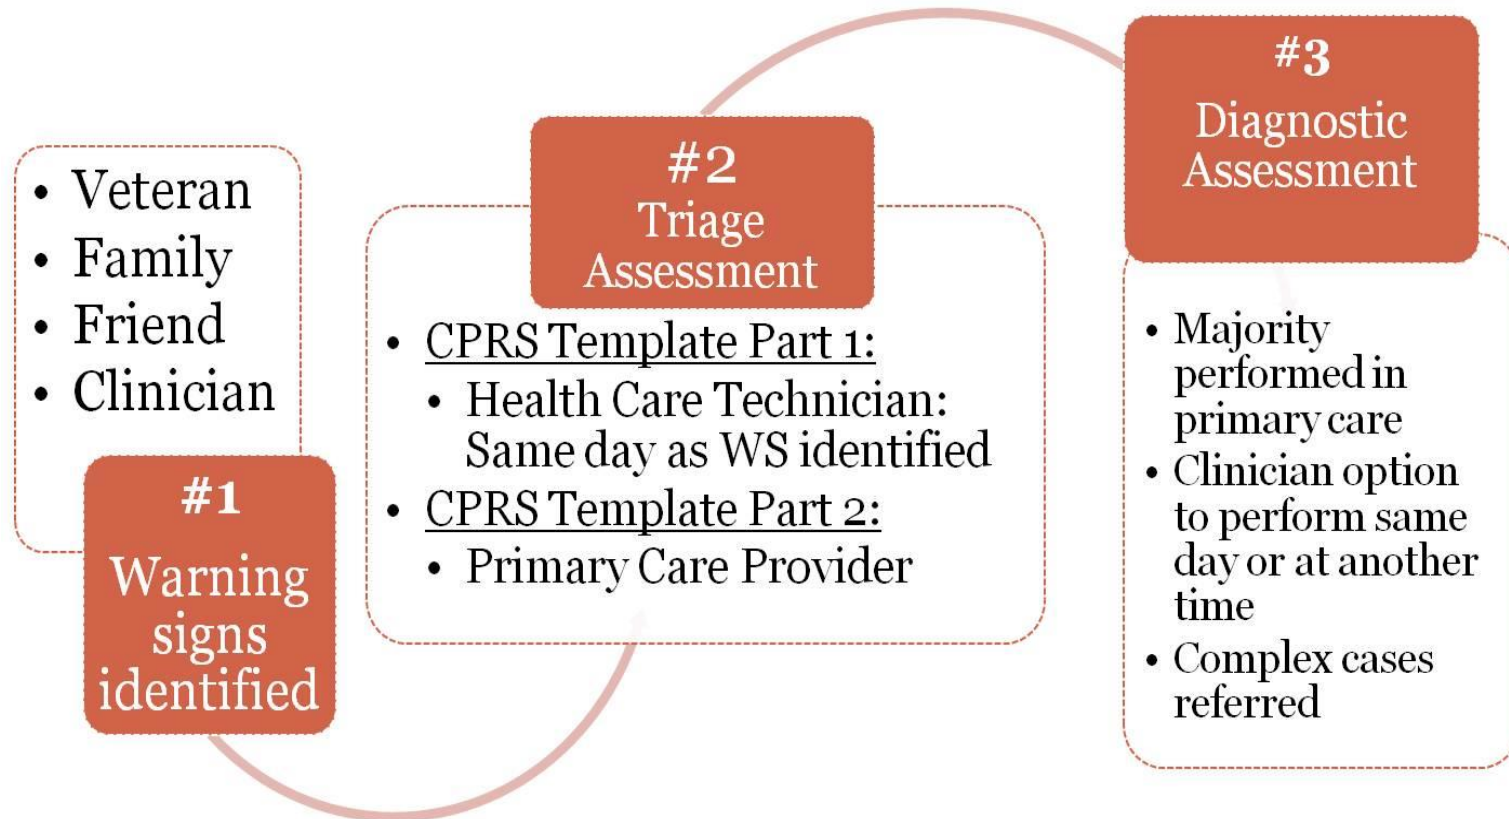 • Veteran
• Family
• Friend
• Clinician
#1
Warning
signs
identified
#2
Triage
Assessment
• CPRS Template Part 1:
• Health Care Technician:
Same day as WS identified
• CPRS Template Part 2:
• Primary Care Provider
#3
Diagnostic
Assessment
• Majority
performed in
primary care
• Clinician option
to perform same
day or at another
time
• Complex cases
referred